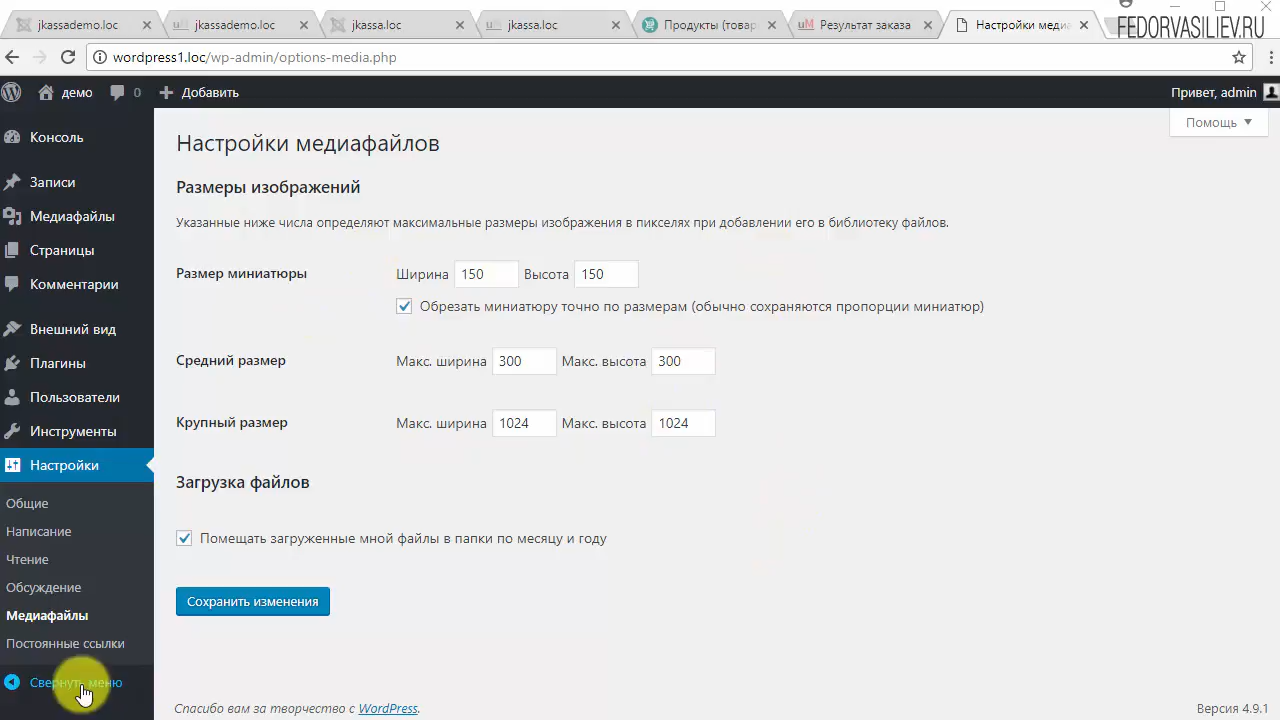 jkassademo.loc
jkassademo.loc
jkassa.loc
jkassa.loc
Продукты (товар
Результат заказа
Настройки медиа
FEDORVASILIEV.RU
wordpress1.loc/wp-admin/options-media.php
демо
0
Добавить
Привет, admin
Помощь
Консоль
Записи
Медиафайлы
Страницы
Комментарии
Внешний вид
Плагины
Пользователи
Инструменты
Настройки
Общие
Написание
Чтение
Обсуждение
Медиафайлы
Постоянные ссылки
Свернуть меню
Настройки медиафайлов
Размеры изображений
Указанные ниже числа определяют максимальные размеры изображения в пикселях при добавлении его в библиотеку файлов.
Размер миниатюры Ширина 150 Высота 150
Обрезать миниатюру точно по размерам (обычно сохраняются пропорции миниатюр)
Средний размер Макс. ширина 300 Макс. высота 300
Крупный размер Макс. ширина 1024 Макс. высота 1024
Загрузка файлов
Помещать загруженные мной файлы в папки по месяцу и году
Сохранить изменения
Спасибо вам за творчество с WordPress.
Версия 4.9.1